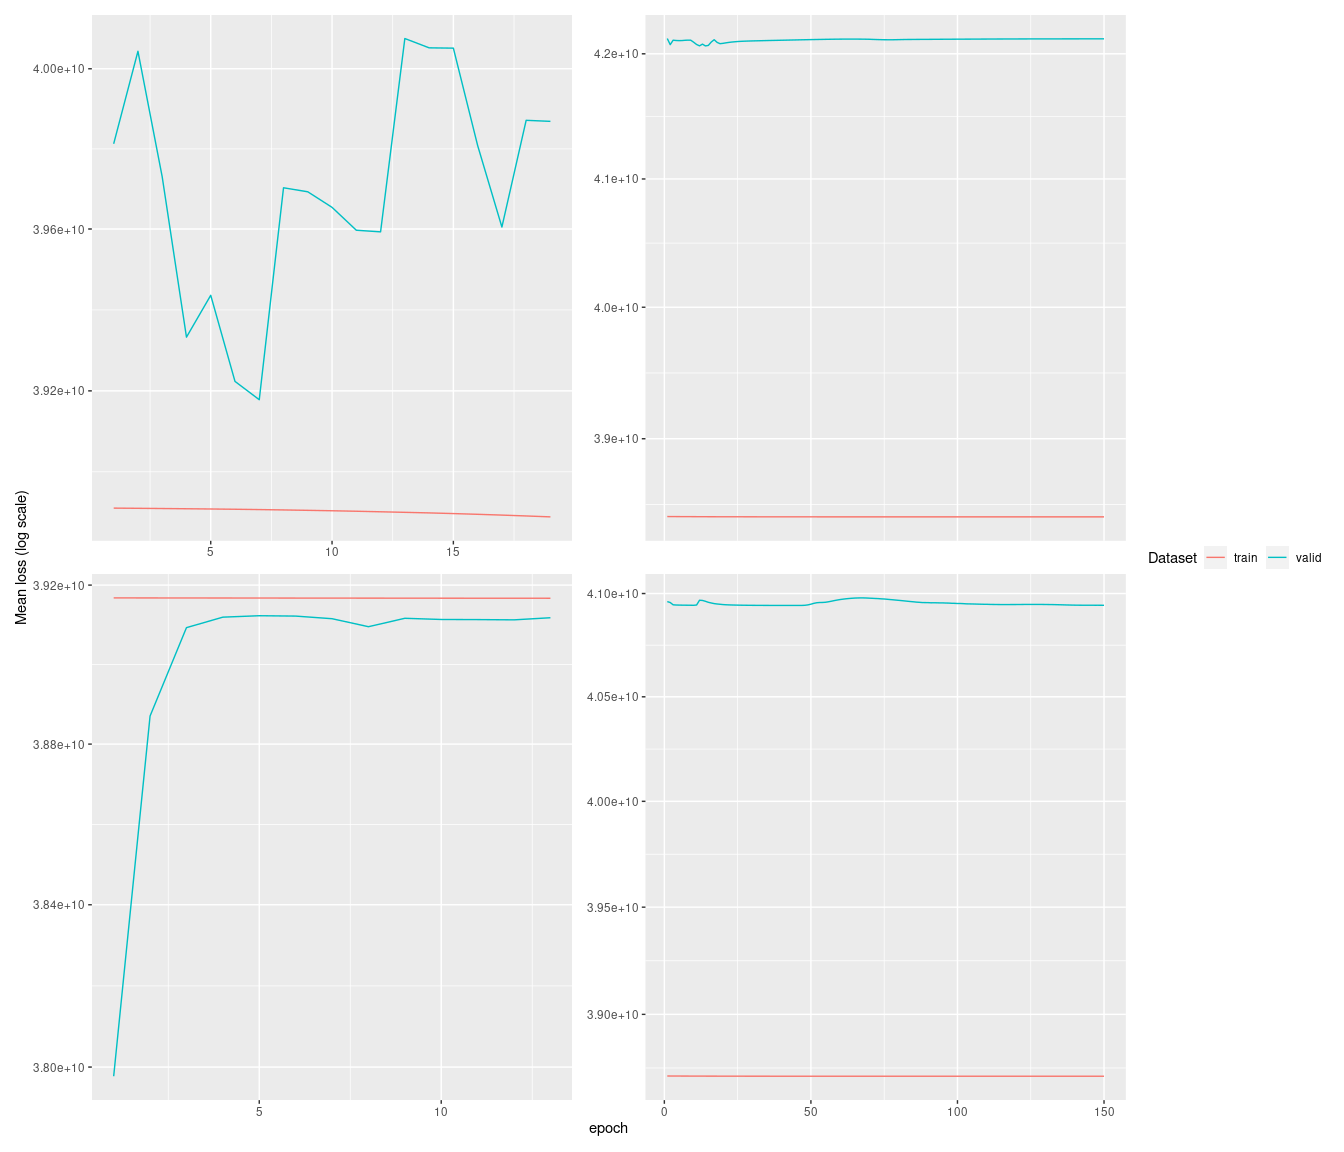 4.00e+10
3.96e+10
3.92e+10
5 10 15
4.2e+10
4.1e+10
4.0e+10
3.9e+10
Mean loss (log scale)
3.92e+10
3.88e+10
3.84e+10
3.80e+10
5 10
4.10e+10
4.05e+10
4.00e+10
3.95e+10
3.90e+10
0 50 100 150
epoch
Dataset train valid